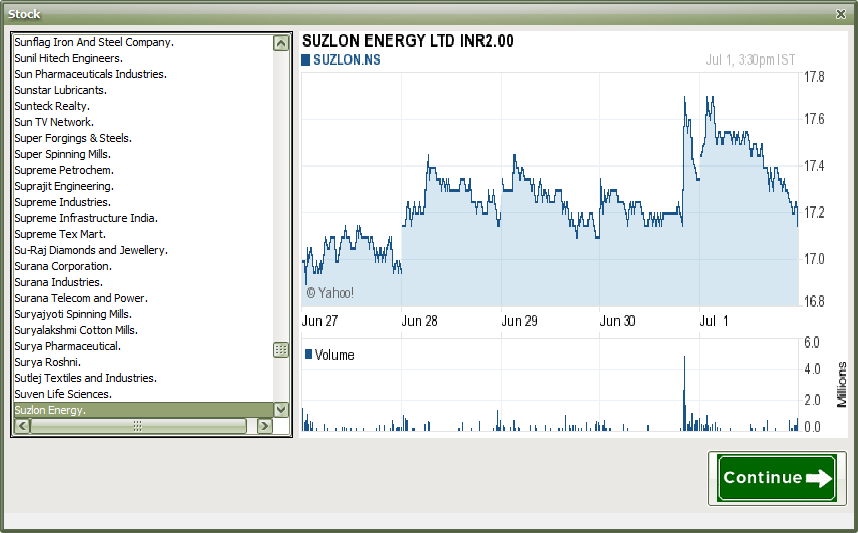 Stock
Sunflag Iron And Steel Company.
Sunil Hitech Engineers.
Sun Pharmaceuticals Industries.
Sunstar Lubricants.
Sunteck Realty.
Sun TV Network.
Super Forgings & Steels.
Super Spinning Mills.
Supreme Petrochem.
Suprajit Engineering.
Supreme Industries.
Supreme Infrastructure India.
Supreme Tex Mart.
Su-Raj Diamonds and Jewellery.
Surana Corporation.
Surana Industries.
Surana Telecom and Power.
Suryajyoti Spinning Mills.
Suryalakshmi Cotton Mills.
Surya Pharmaceutical.
Surya Roshni.
Sutlej Textiles and Industries.
Suven Life Sciences.
Suzlon Energy.
SUZLON ENERGY LTD INR2.00
SUZLON.NS
Jul 1, 3:30pm IST
17.8
17.6
17.4
17.2
17.0
16.8
© Yahoo!
Jun 27 Jun 28 Jun 29 Jun 30 Jul 1
Volume
6.0
4.0
2.0
0.0
Millions
Continue